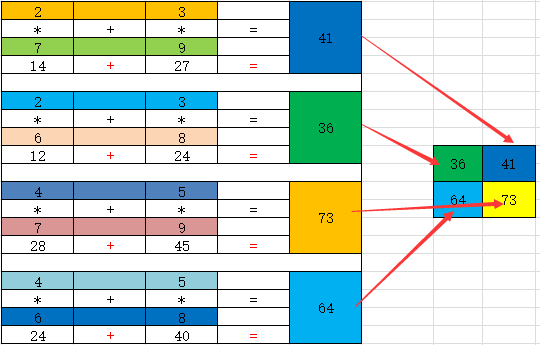 2 3
* + * =
7 9
14 + 27 =
41
2 3
* + * =
6 8
12 + 24 =
36
4 5
* + * =
7 9
28 + 45 =
73
4 5
* + * =
6 8
24 + 40 =
64
36 41
64 73